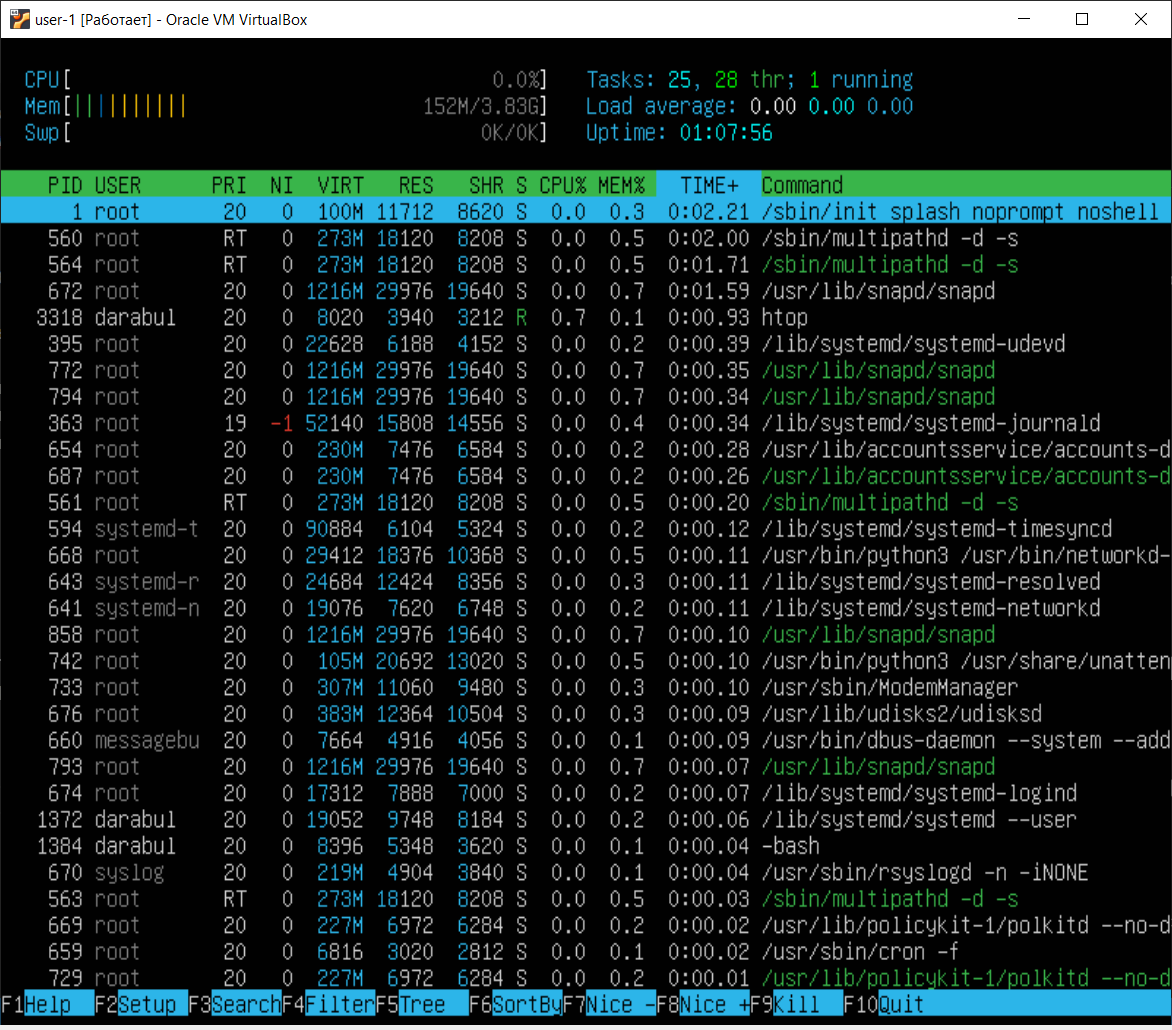 user-1 [Работает] - Oracle VM VirtualBox
CPU[ 0.0%] Tasks: 25, 28 thr; 1 running
Mem[|||||||||| 152M/3.83G] Load average: 0.00 0.00 0.00
Swp[ 0K/0K] Uptime: 01:07:56
PID USER PRI NI VIRT RES SHR S CPU% MEM% TIME+ Command
1 root 20 0 100M 11712 8620 S 0.0 0.3 0:02.21 /sbin/init splash noprompt noshell
560 root RT 0 273M 18120 8208 S 0.0 0.5 0:02.00 /sbin/multipathd -d -s
564 root RT 0 273M 18120 8208 S 0.0 0.5 0:01.71 /sbin/multipathd -d -s
672 root 20 0 1216M 29976 19640 S 0.0 0.7 0:01.59 /usr/lib/snapd/snapd
3318 darabul 20 0 8020 3940 3212 R 0.7 0.1 0:00.93 htop
395 root 20 0 22628 6188 4152 S 0.0 0.2 0:00.39 /lib/systemd/systemd-udevd
772 root 20 0 1216M 29976 19640 S 0.0 0.7 0:00.35 /usr/lib/snapd/snapd
794 root 20 0 1216M 29976 19640 S 0.0 0.7 0:00.34 /usr/lib/snapd/snapd
363 root 19 -1 52140 15808 14556 S 0.0 0.4 0:00.34 /lib/systemd/systemd-journald
654 root 20 0 230M 7476 6584 S 0.0 0.2 0:00.28 /usr/lib/accountsservice/accounts-d
687 root 20 0 230M 7476 6584 S 0.0 0.2 0:00.26 /usr/lib/accountsservice/accounts-d
561 root RT 0 273M 18120 8208 S 0.0 0.5 0:00.20 /sbin/multipathd -d -s
594 systemd-t 20 0 90884 6104 5324 S 0.0 0.2 0:00.12 /lib/systemd/systemd-timesyncd
668 root 20 0 29412 18376 10368 S 0.0 0.5 0:00.11 /usr/bin/python3 /usr/bin/networkd-
643 systemd-r 20 0 24684 12424 8356 S 0.0 0.3 0:00.11 /lib/systemd/systemd-resolved
641 systemd-n 20 0 19076 7620 6748 S 0.0 0.2 0:00.11 /lib/systemd/systemd-networkd
858 root 20 0 1216M 29976 19640 S 0.0 0.7 0:00.10 /usr/lib/snapd/snapd
742 root 20 0 105M 20692 13020 S 0.0 0.5 0:00.10 /usr/bin/python3 /usr/share/unatten
733 root 20 0 307M 11060 9480 S 0.0 0.3 0:00.10 /usr/sbin/ModemManager
676 root 20 0 383M 12364 10504 S 0.0 0.3 0:00.09 /usr/lib/udisks2/udisksd
660 messagebu 20 0 7664 4916 4056 S 0.0 0.1 0:00.09 /usr/bin/dbus-daemon --system --add
793 root 20 0 1216M 29976 19640 S 0.0 0.7 0:00.07 /usr/lib/snapd/snapd
674 root 20 0 17312 7888 7000 S 0.0 0.2 0:00.07 /lib/systemd/systemd-logind
1372 darabul 20 0 19052 9748 8184 S 0.0 0.2 0:00.06 /lib/systemd/systemd --user
1384 darabul 20 0 8396 5348 3620 S 0.0 0.1 0:00.04 -bash
670 syslog 20 0 219M 4904 3840 S 0.0 0.1 0:00.04 /usr/sbin/rsyslogd -n -iNONE
563 root RT 0 273M 18120 8208 S 0.0 0.5 0:00.03 /sbin/multipathd -d -s
669 root 20 0 227M 6972 6284 S 0.0 0.2 0:00.02 /usr/lib/policykit-1/polkitd --no-d
659 root 20 0 6816 3020 2812 S 0.0 0.1 0:00.02 /usr/sbin/cron -f
729 root 20 0 227M 6972 6284 S 0.0 0.2 0:00.01 /usr/lib/policykit-1/polkitd --no-d
F1Help F2Setup F3SearchF4FilterF5Tree F6SortByF7Nice -F8Nice +F9Kill F10Quit